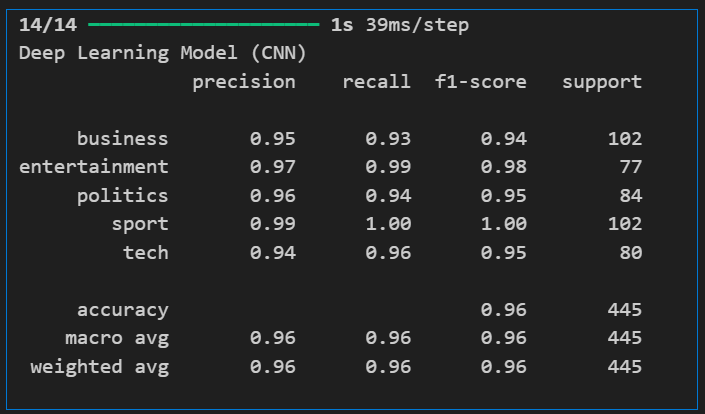 14/14 ━━━━━━━━━━━━━━━━━━━━ 1s 39ms/step
Deep Learning Model (CNN)
precision recall f1-score support
business 0.95 0.93 0.94 102
entertainment 0.97 0.99 0.98 77
politics 0.96 0.94 0.95 84
sport 0.99 1.00 1.00 102
tech 0.94 0.96 0.95 80
accuracy 0.96 445
macro avg 0.96 0.96 0.96 445
weighted avg 0.96 0.96 0.96 445